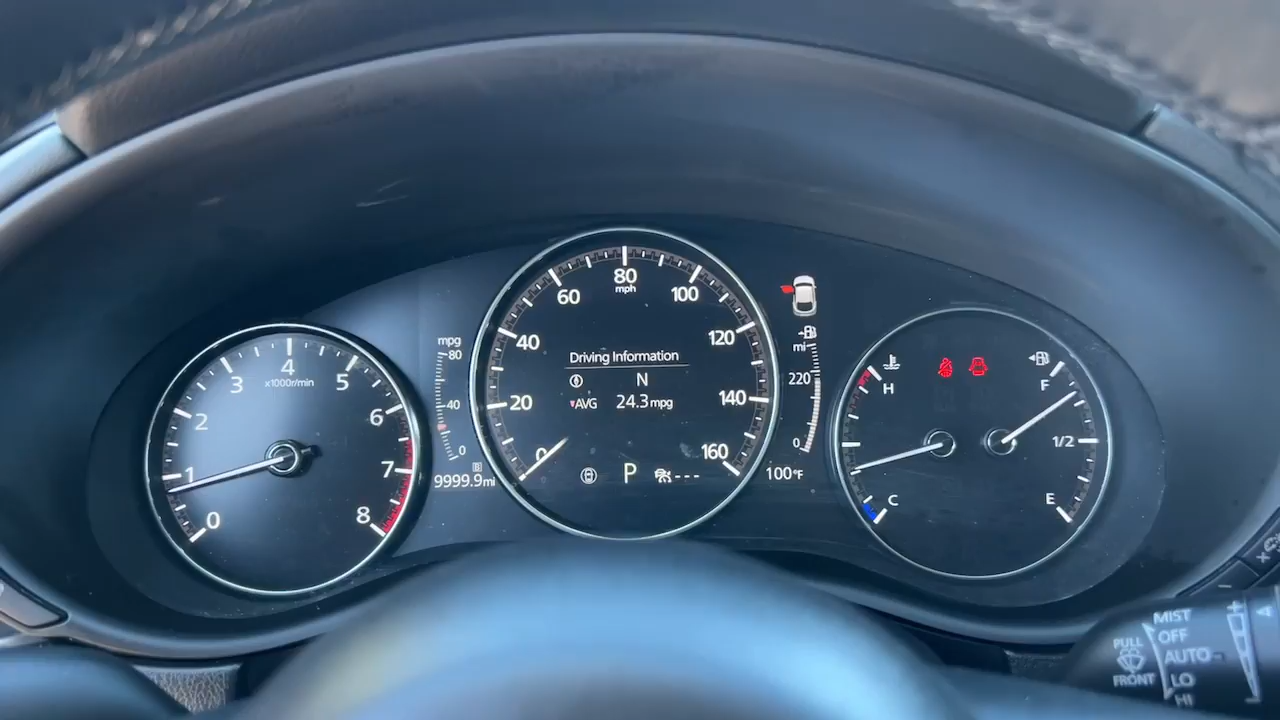 0
1
2
3
4
5
6
7
8
x1000r/min
mpg
80
40
0
B
9999.9mi
0
20
40
60
80
mph
100
120
140
160
Driving Information
N
AVG 24.3mpg
P ---
mi
220
0
100°F
H
C
F
1/2
E
MIST
OFF
AUTO
LO
HI
PULL
FRONT
+
−